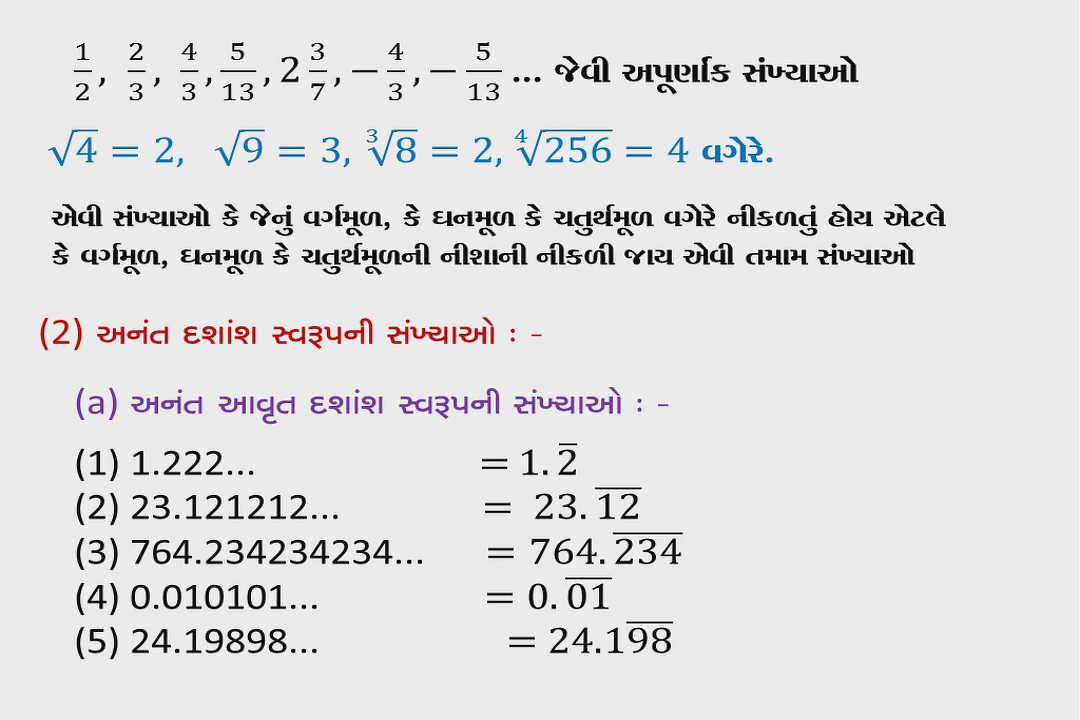 1/2, 2/3, 4/3, 5/13, 2 3/7, −4/3, −5/13 ... જેવી અપૂર્ણાક સંખ્યાઓ
√4 = 2, √9 = 3, ∛8 = 2, ∜256 = 4 વગેરે.
એવી સંખ્યાઓ કે જેનું વર્ગમૂળ, કે ઘનમૂળ કે ચતુર્થમૂળ વગેરે નીકળતું હોય એટલે
કે વર્ગમૂળ, ઘનમૂળ કે ચતુર્થમૂળની નીશાની નીકળી જાય એવી તમામ સંખ્યાઓ
(2) અનંત દશાંશ સ્વરૂપની સંખ્યાઓ : -
(a) અનંત આવૃત દશાંશ સ્વરૂપની સંખ્યાઓ : -
(1) 1.222... = 1.2̅
(2) 23.121212... = 23.1̅2̅
(3) 764.234234234... = 764.2̅3̅4̅
(4) 0.010101... = 0.0̅1̅
(5) 24.19898... = 24.19̅8̅